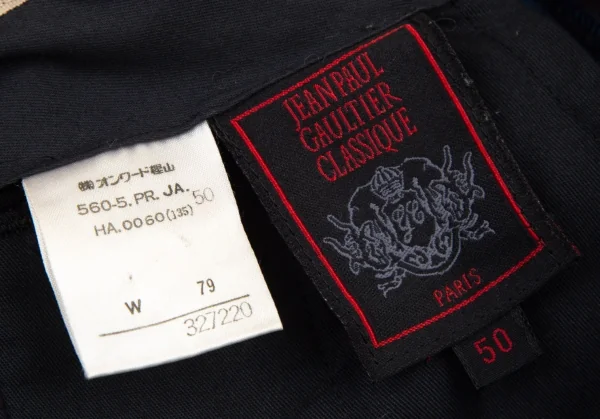 ㈱オンワード樫山
560-5.PR.JA. 50
HA.0060(135)
W 79
327220
JEAN PAUL
GAULTIER
CLASSIQUE
PARIS
50